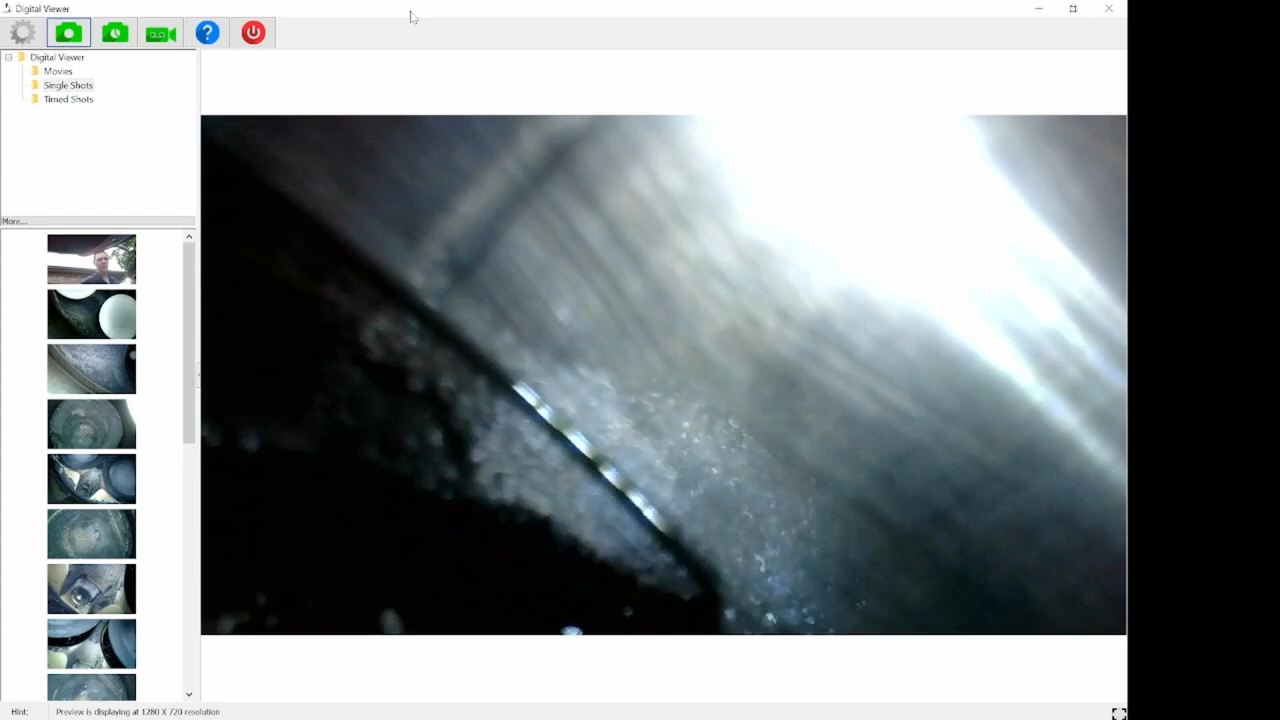 Digital Viewer
Digital Viewer
Movies
Single Shots
Timed Shots
More...
Hint: Preview is displaying at 1280 X 720 resolution